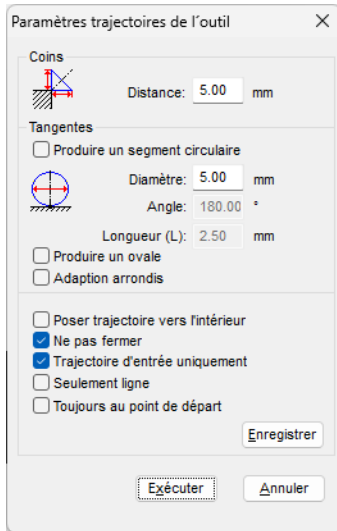 Paramètres trajectoires de l´outil
Coins
Distance: 5.00 mm
Tangentes
Produire un segment circulaire
Diamètre: 5.00 mm
Angle: 180.00 °
Longueur (L): 2.50 mm
Produire un ovale
Adaption arrondis
Poser trajectoire vers l'intérieur
Ne pas fermer
Trajectoire d'entrée uniquement
Seulement ligne
Toujours au point de départ
Enregistrer
Exécuter Annuler